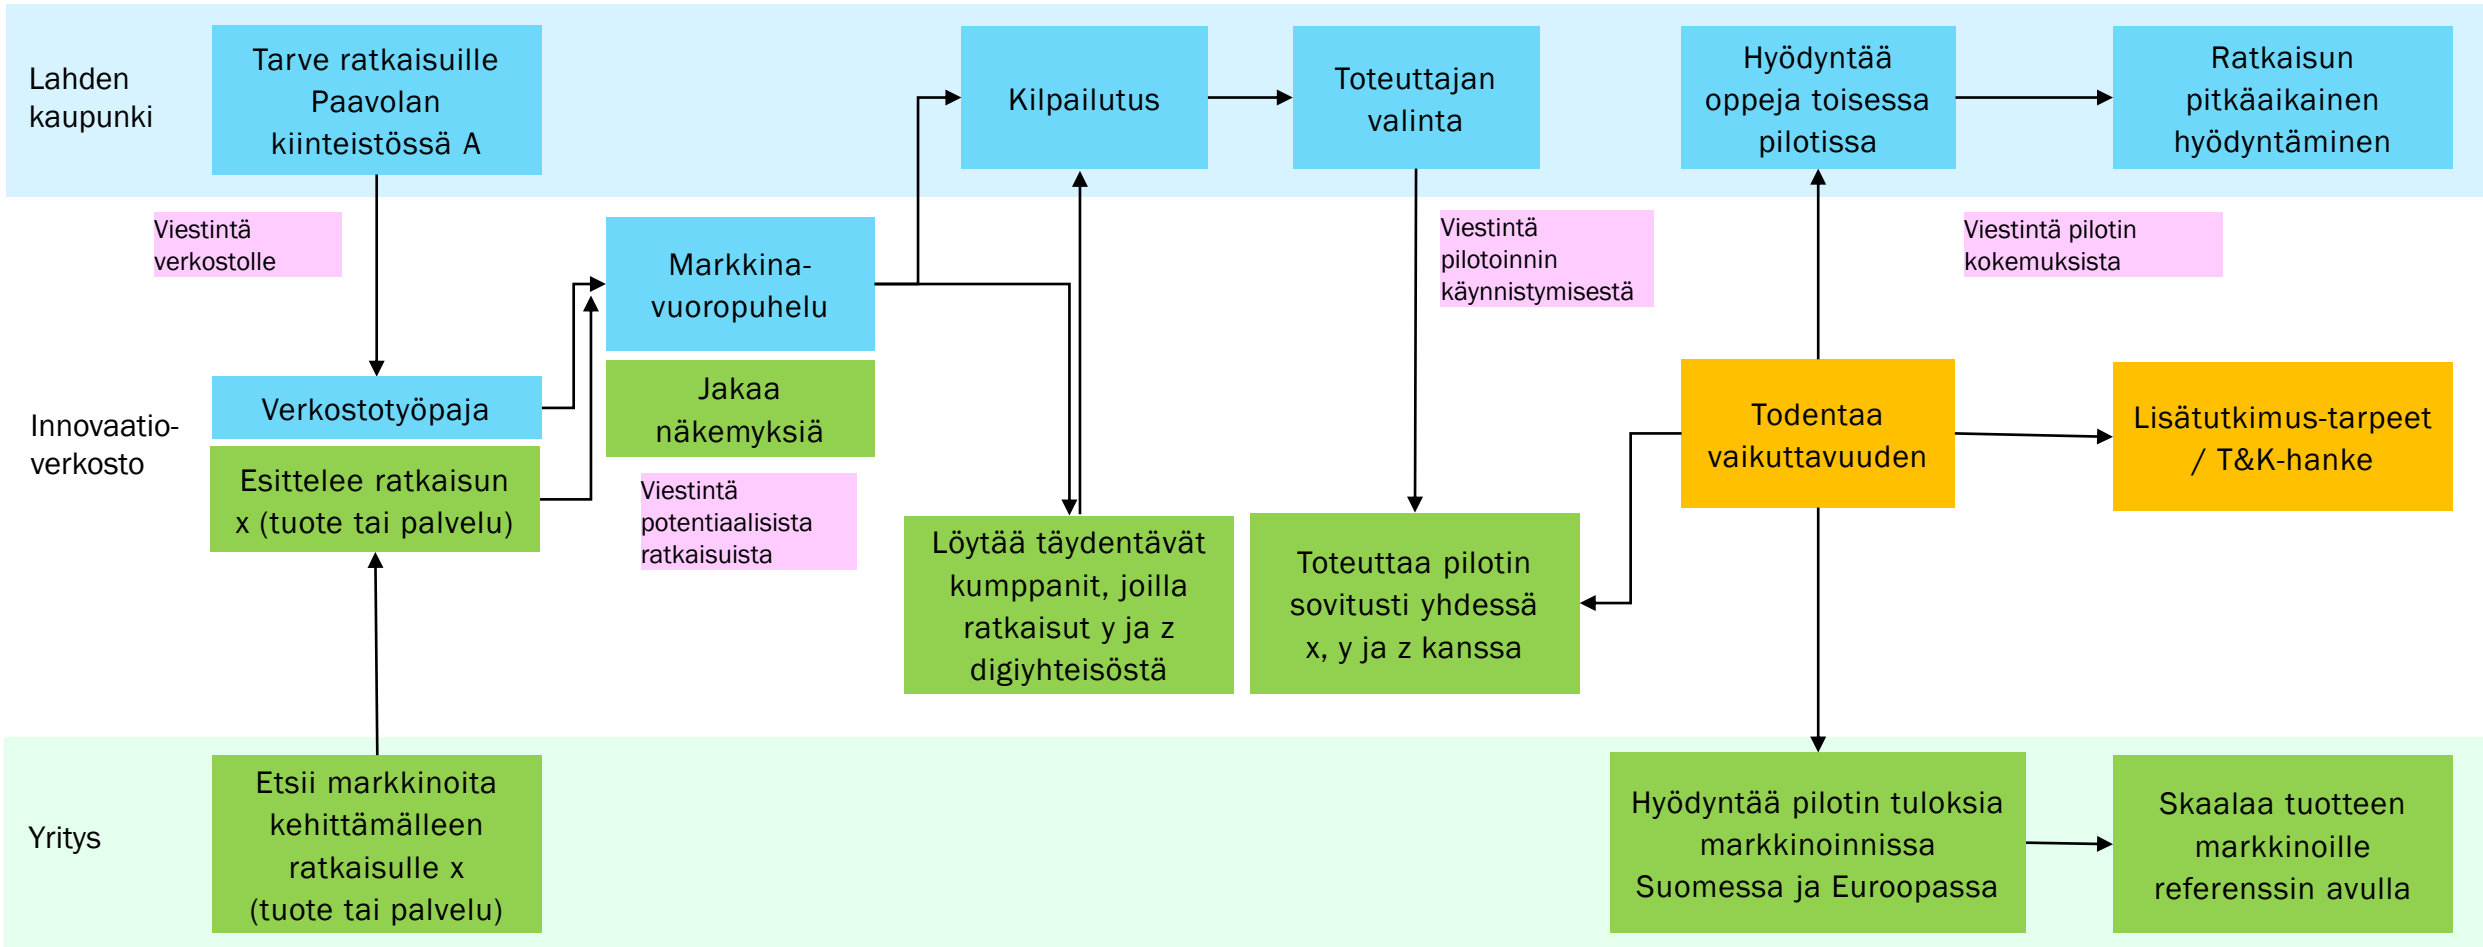 Lahden
kaupunki
Tarve ratkaisuille
Paavolan
kiinteistössä A
Kilpailutus
Toteuttajan
valinta
Hyödyntää
oppeja toisessa
pilotissa
Ratkaisun
pitkäaikainen
hyödyntäminen
Viestintä
verkostolle
Markkina-
vuoropuhelu
Viestintä
pilotoinnin
käynnistymisestä
Viestintä pilotin
kokemuksista
Innovaatio-
verkosto
Verkostotyöpaja
Esittelee ratkaisun
x (tuote tai palvelu)
Jakaa
näkemyksiä
Viestintä
potentiaalisista
ratkaisuista
Löytää täydentävät
kumppanit, joilla
ratkaisut y ja z
digiyhteisöstä
Toteuttaa pilotin
sovitusti yhdessä
x, y ja z kanssa
Todentaa
vaikuttavuuden
Lisätutkimus-tarpeet
/ T&K-hanke
Yritys
Etsii markkinoita
kehittämälleen
ratkaisulle x
(tuote tai palvelu)
Hyödyntää pilotin tuloksia
markkinoinnissa
Suomessa ja Euroopassa
Skaalaa tuotteen
markkinoille
referenssin avulla